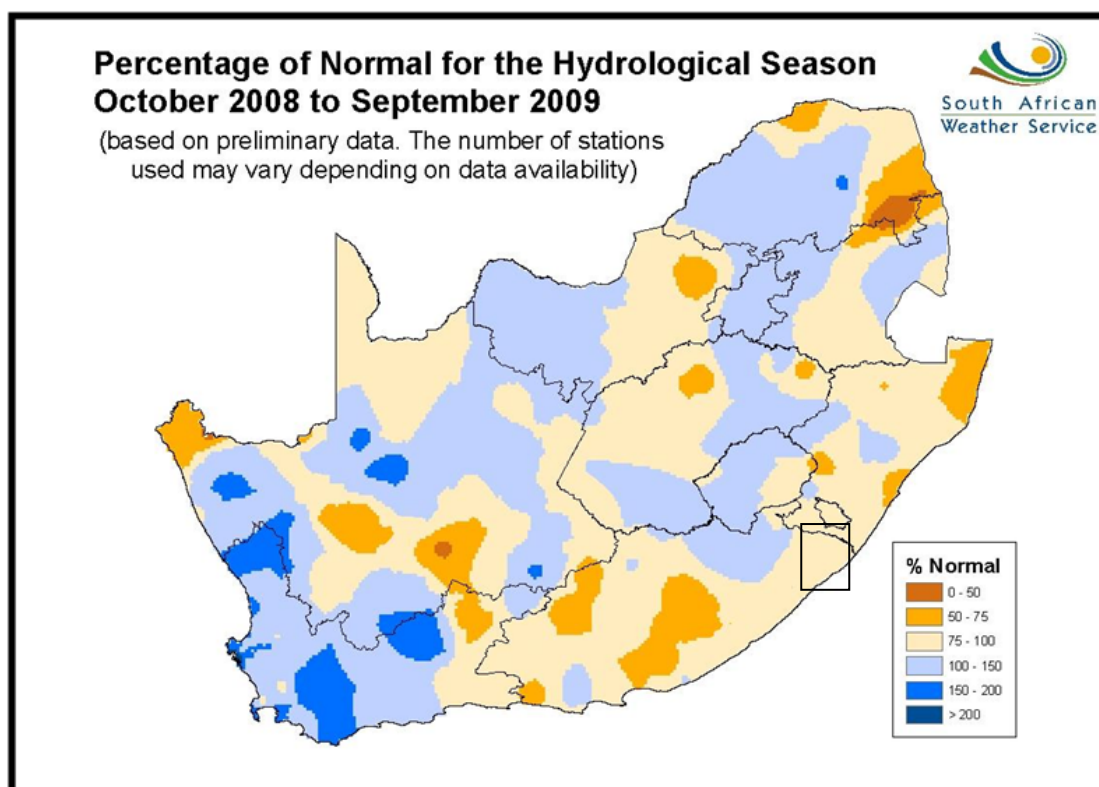 Percentage of Normal for the Hydrological Season
October 2008 to September 2009
(based on preliminary data. The number of stations
used may vary depending on data availability)
South African
Weather Service
% Normal
0 - 50
50 - 75
75 - 100
100 - 150
150 - 200
> 200